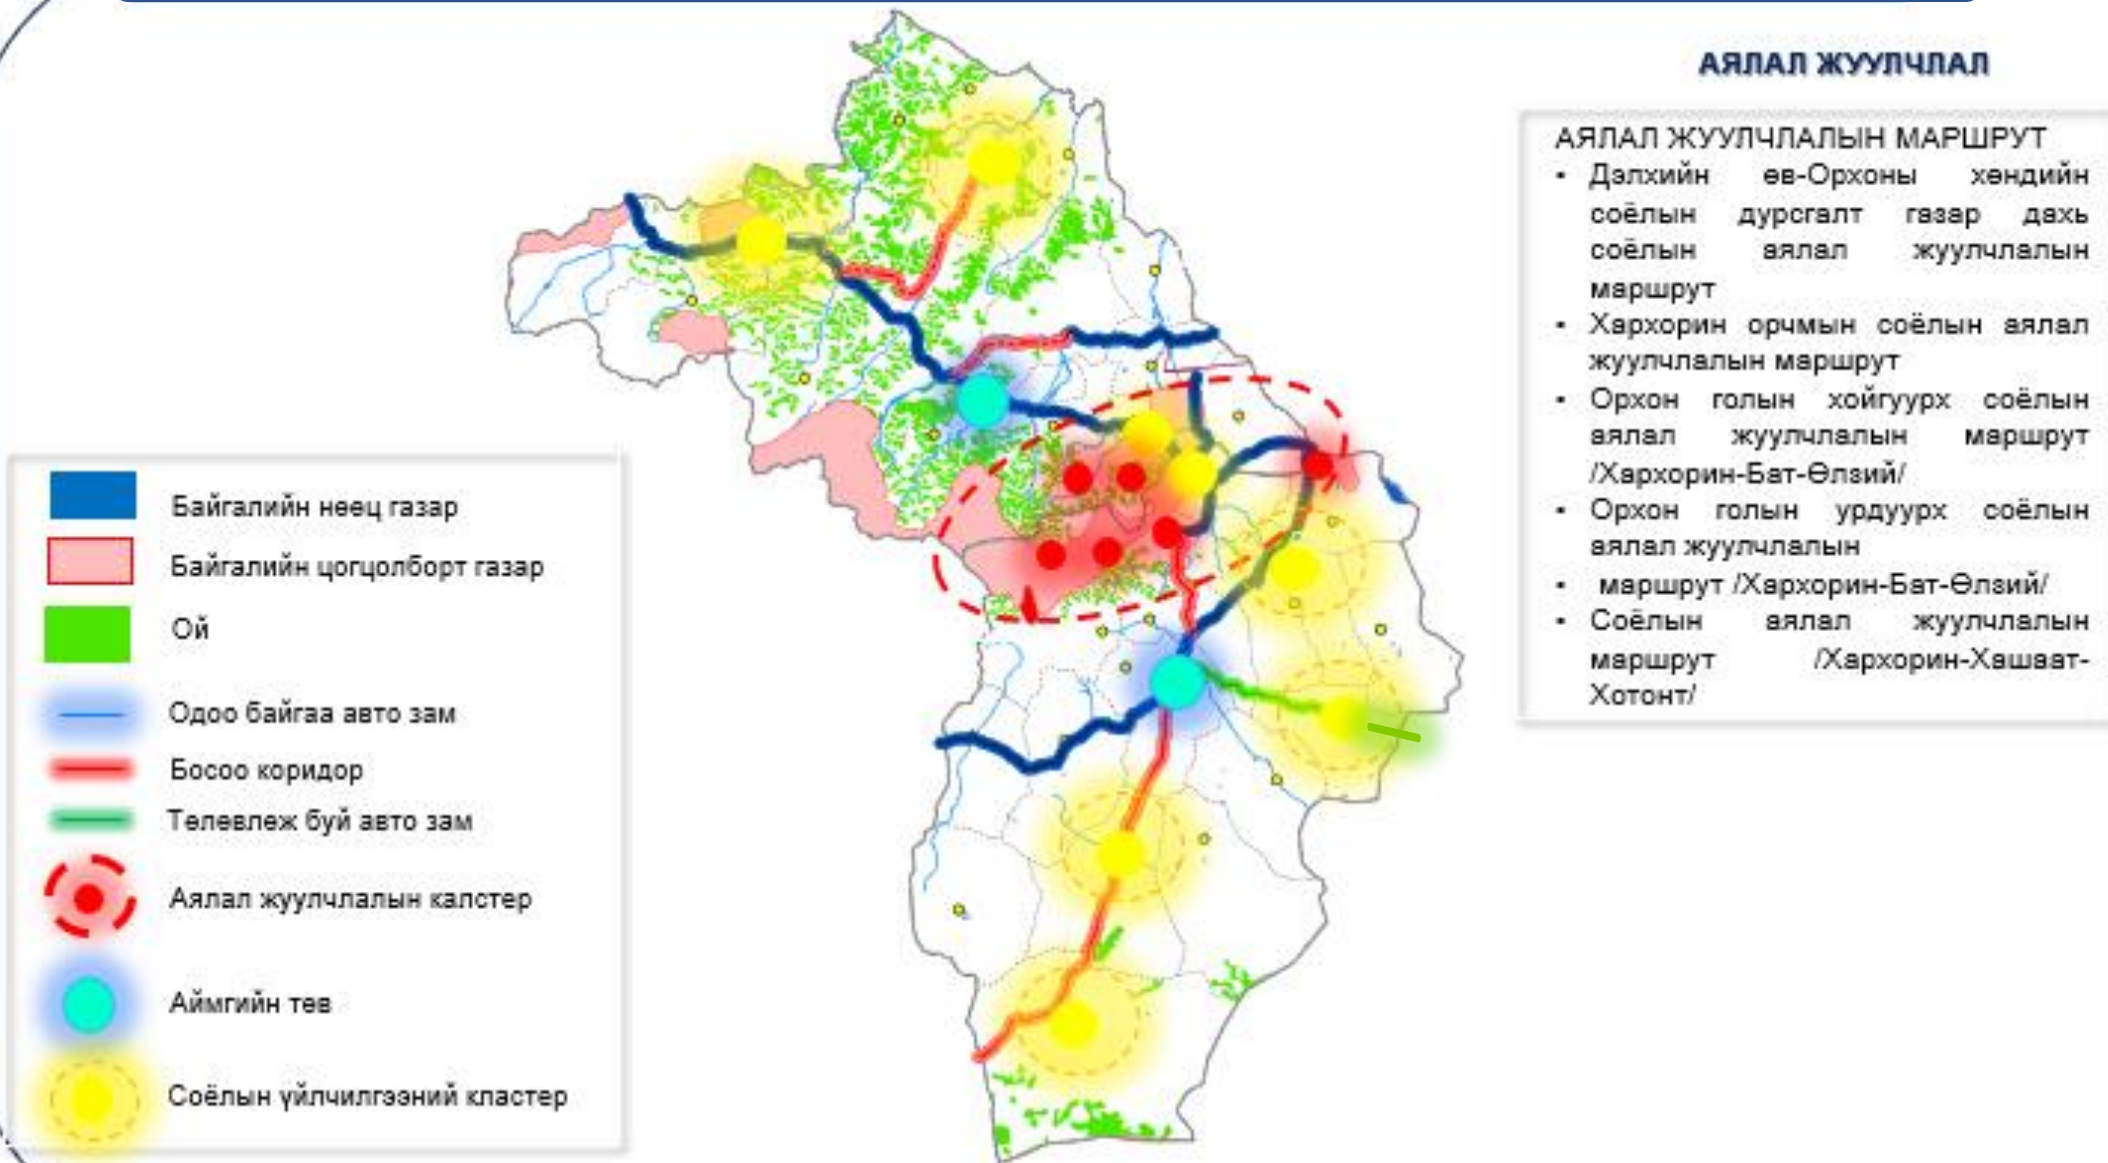 АЯЛАЛ ЖУУЛЧЛАЛ
АЯЛАЛ ЖУУЛЧЛАЛЫН МАРШРУТ
• Дэлхийн өв-Орхоны хөндийн
соёлын дурсгалт газар дахь
соёлын аялал жуулчлалын
маршрут
• Хархорин орчмын соёлын аялал
жуулчлалын маршрут
• Орхон голын хойгуурх соёлын
аялал жуулчлалын маршрут
/Хархорин-Бат-Өлзий/
• Орхон голын урдуурх соёлын
аялал жуулчлалын
• маршрут /Хархорин-Бат-Өлзий/
• Соёлын аялал жуулчлалын
маршрут /Хархорин-Хашаат-
Хотонт/
Байгалийн нөөц газар
Байгалийн цогцолборт газар
Ой
Одоо байгаа авто зам
Босоо коридор
Төлөвлөж буй авто зам
Аялал жуулчлалын калстер
Аймгийн төв
Соёлын үйлчилгээний кластер